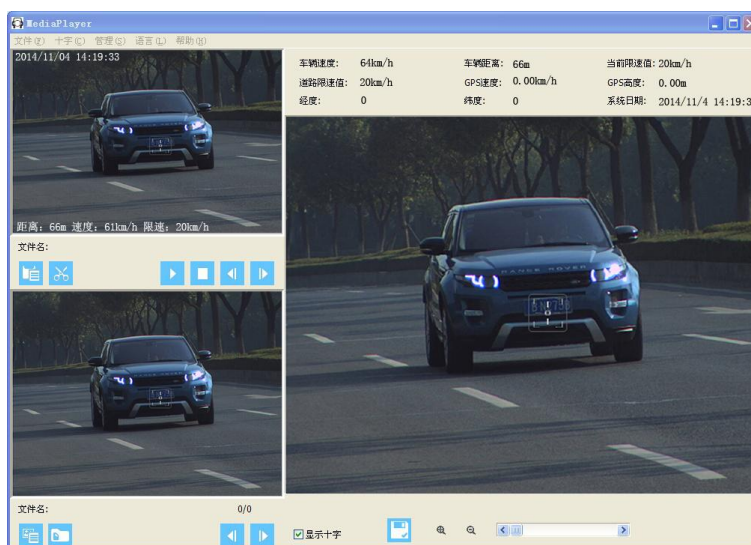 MediaPlayer
文件(F) 十字(C) 管理(G) 语言(L) 帮助(H)
2014/11/04 14:19:33
距离: 66m 速度: 61km/h 限速: 20km/h
文件名:
车辆速度: 64km/h 车辆距离: 66m 当前限速值: 20km/h
道路限速值: 20km/h GPS速度: 0.00km/h GPS高度: 0.00m
经度: 0 纬度: 0 系统日期: 2014/11/4 14:19:3
RANGE ROVER
文件名: 0/0
显示十字